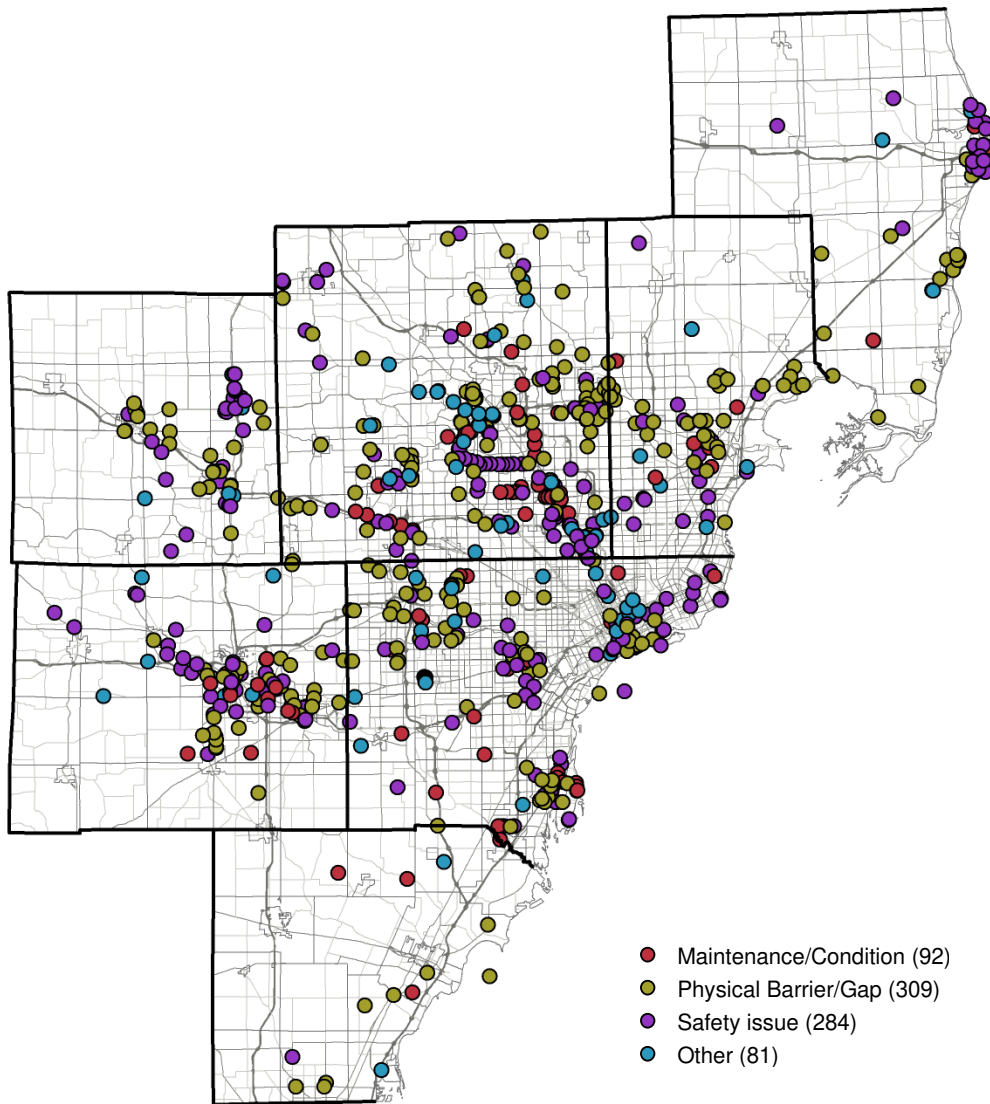 Maintenance/Condition (92)
Physical Barrier/Gap (309)
Safety issue (284)
Other (81)